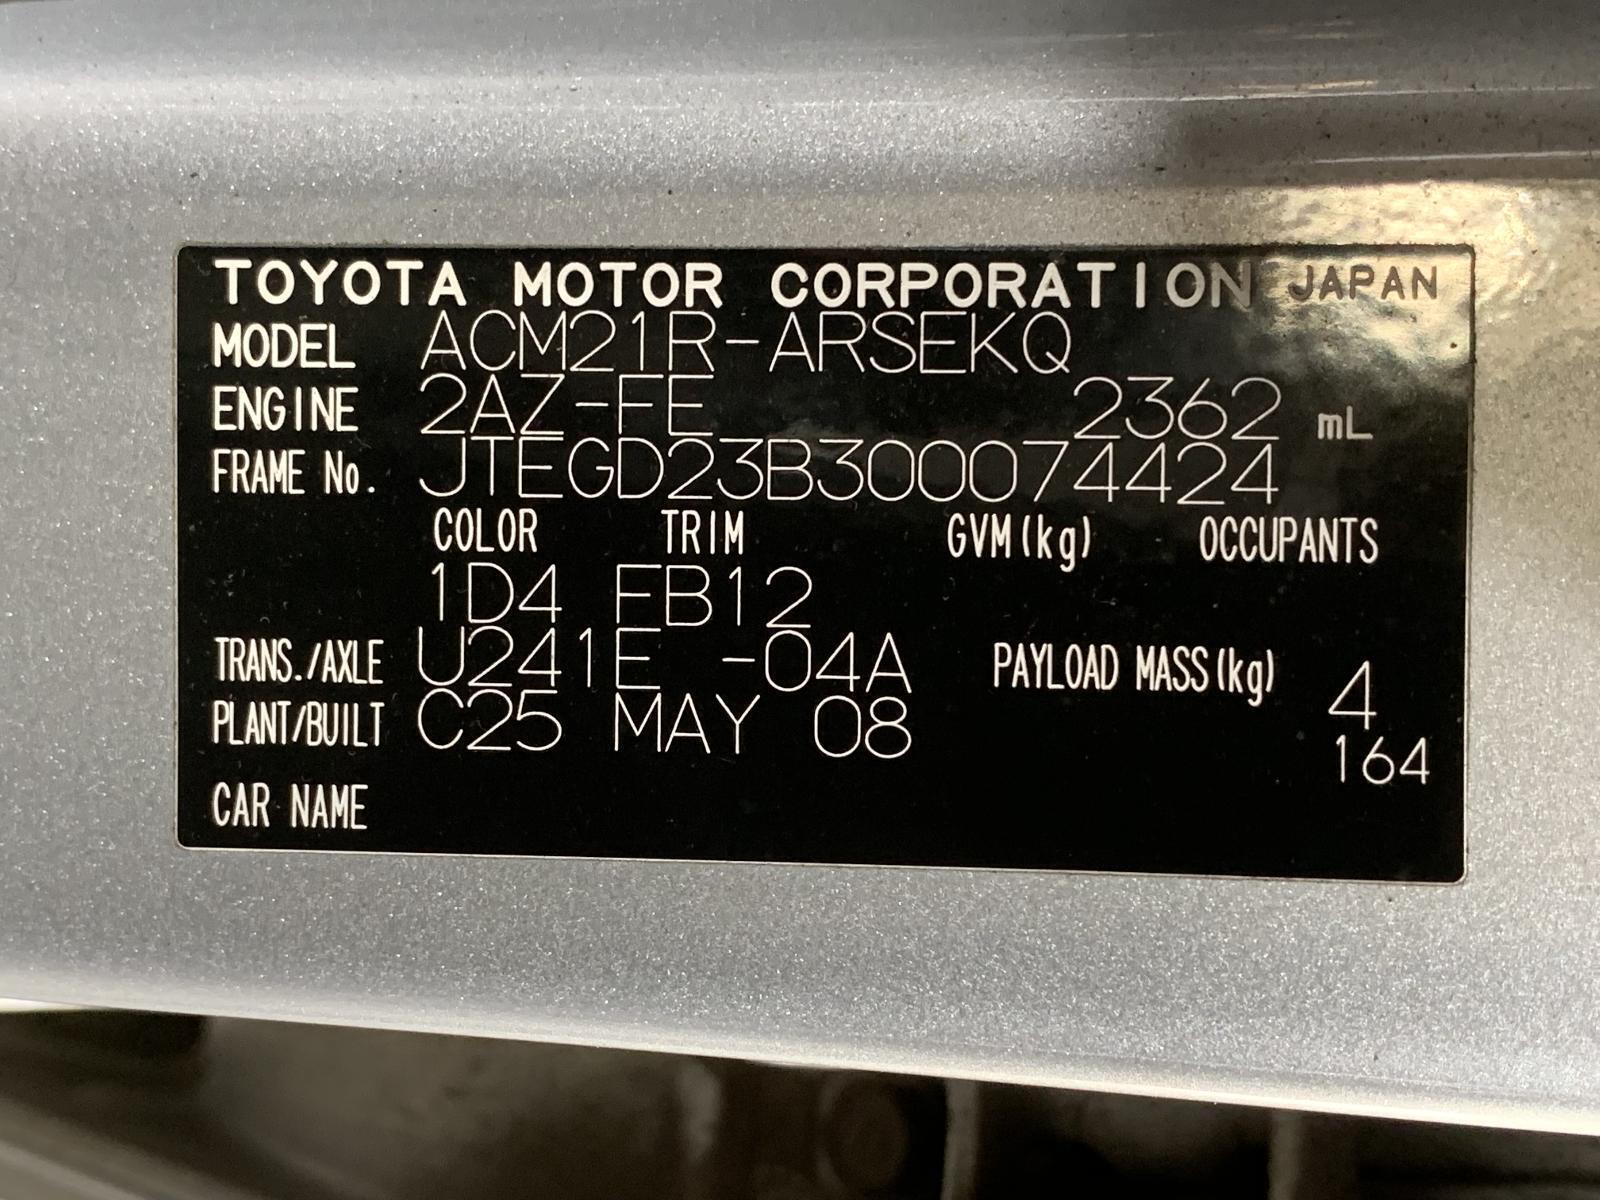 TOYOTA MOTOR CORPORATION JAPAN
MODEL ACM21R-ARSEKQ
ENGINE 2AZ-FE 2362 mL
FRAME No. JTEGD23B300074424
COLOR TRIM GVM(kg) OCCUPANTS
1D4 FB12
TRANS./AXLE U241E -04A PAYLOAD MASS(kg) 4
PLANT/BUILT C25 MAY 08 164
CAR NAME